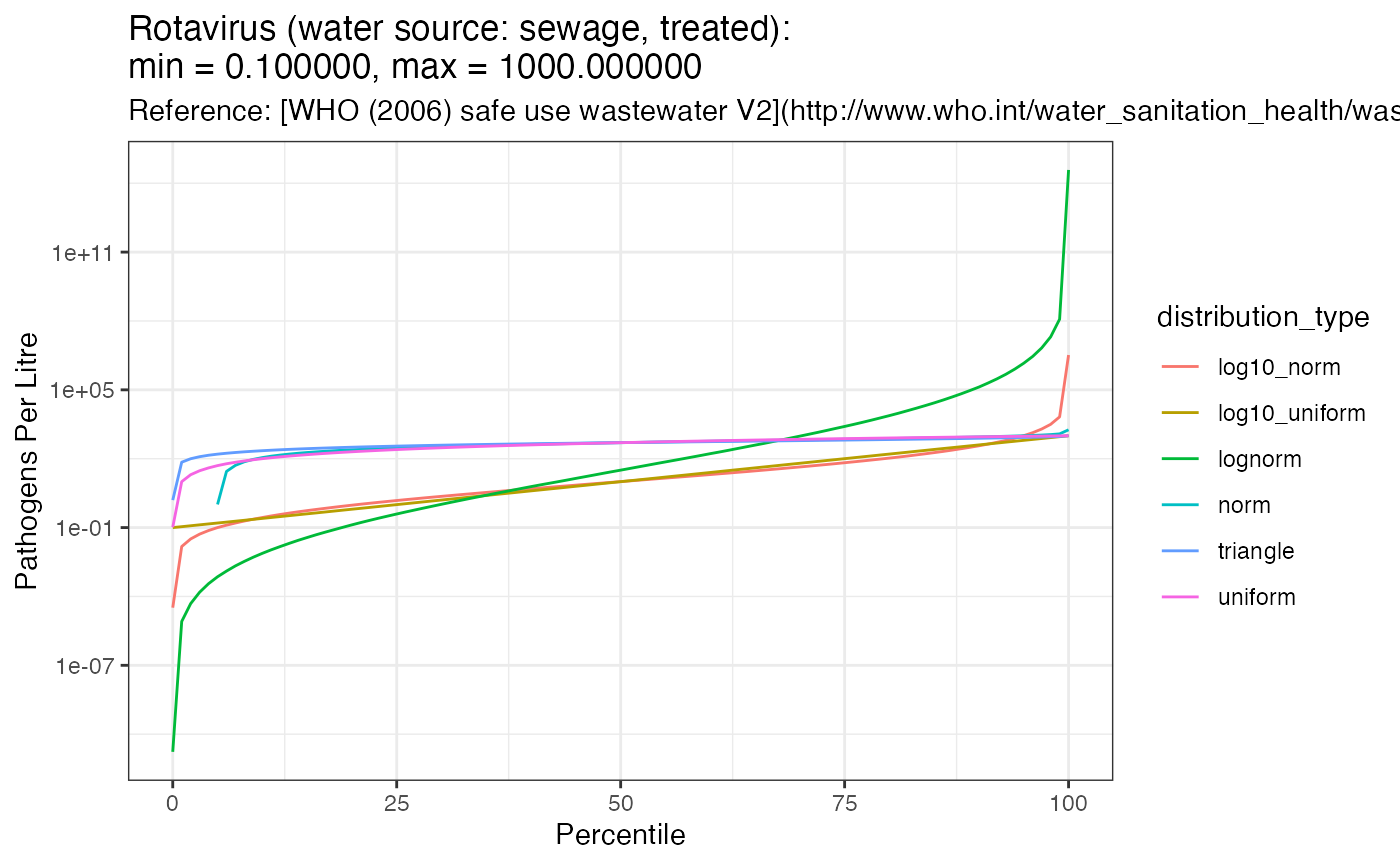 Rotavirus (water source: sewage, treated):
min = 0.100000, max = 1000.000000
Reference: [WHO (2006) safe use wastewater V2](http://www.who.int/water_sanitation_health/was
1e+11
1e+05
1e-01
1e-07
Pathogens Per Litre
0 25 50 75 100
Percentile
distribution_type
log10_norm
log10_uniform
lognorm
norm
triangle
uniform